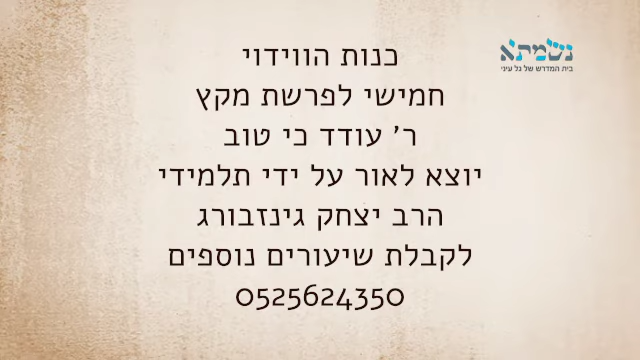 כנות הווידוי
חמישי לפרשת מקץ
ר' עודד כי טוב
יוצא לאור על ידי תלמידי
הרב יצחק גינזבורג
לקבלת שיעורים נוספים
0525624350
נשמתא
בית המדרש של גל עיני